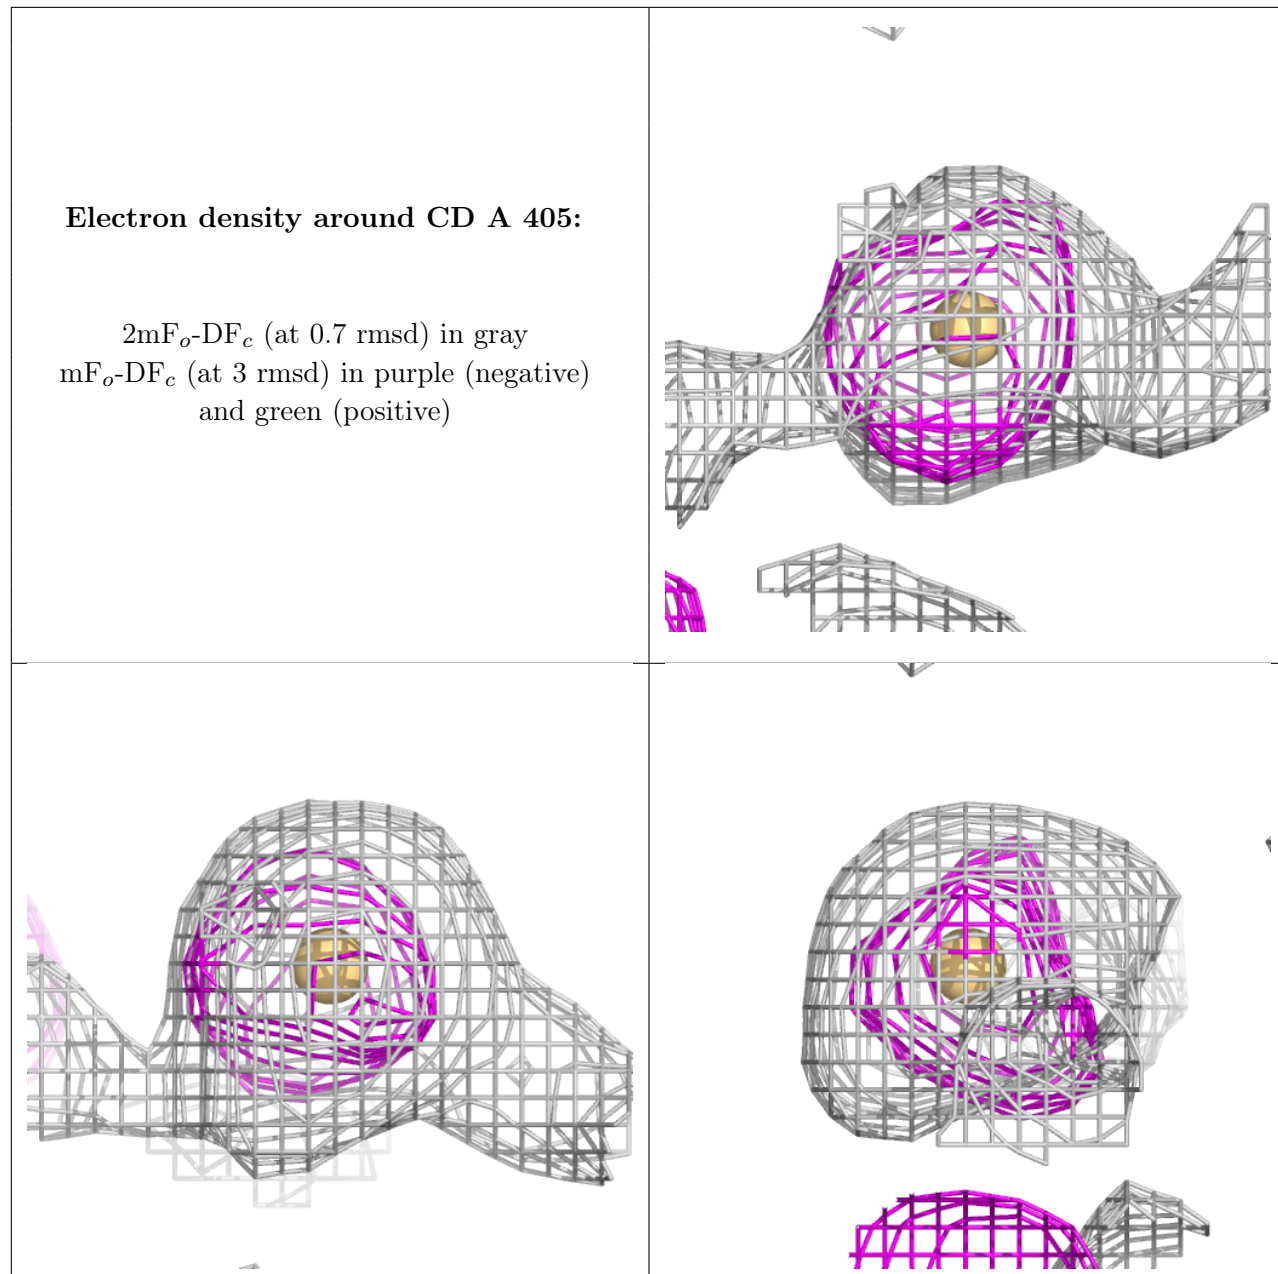 Electron density around CD A 405:
2mFo-DFc (at 0.7 rmsd) in gray
mFo-DFc (at 3 rmsd) in purple (negative)
and green (positive)